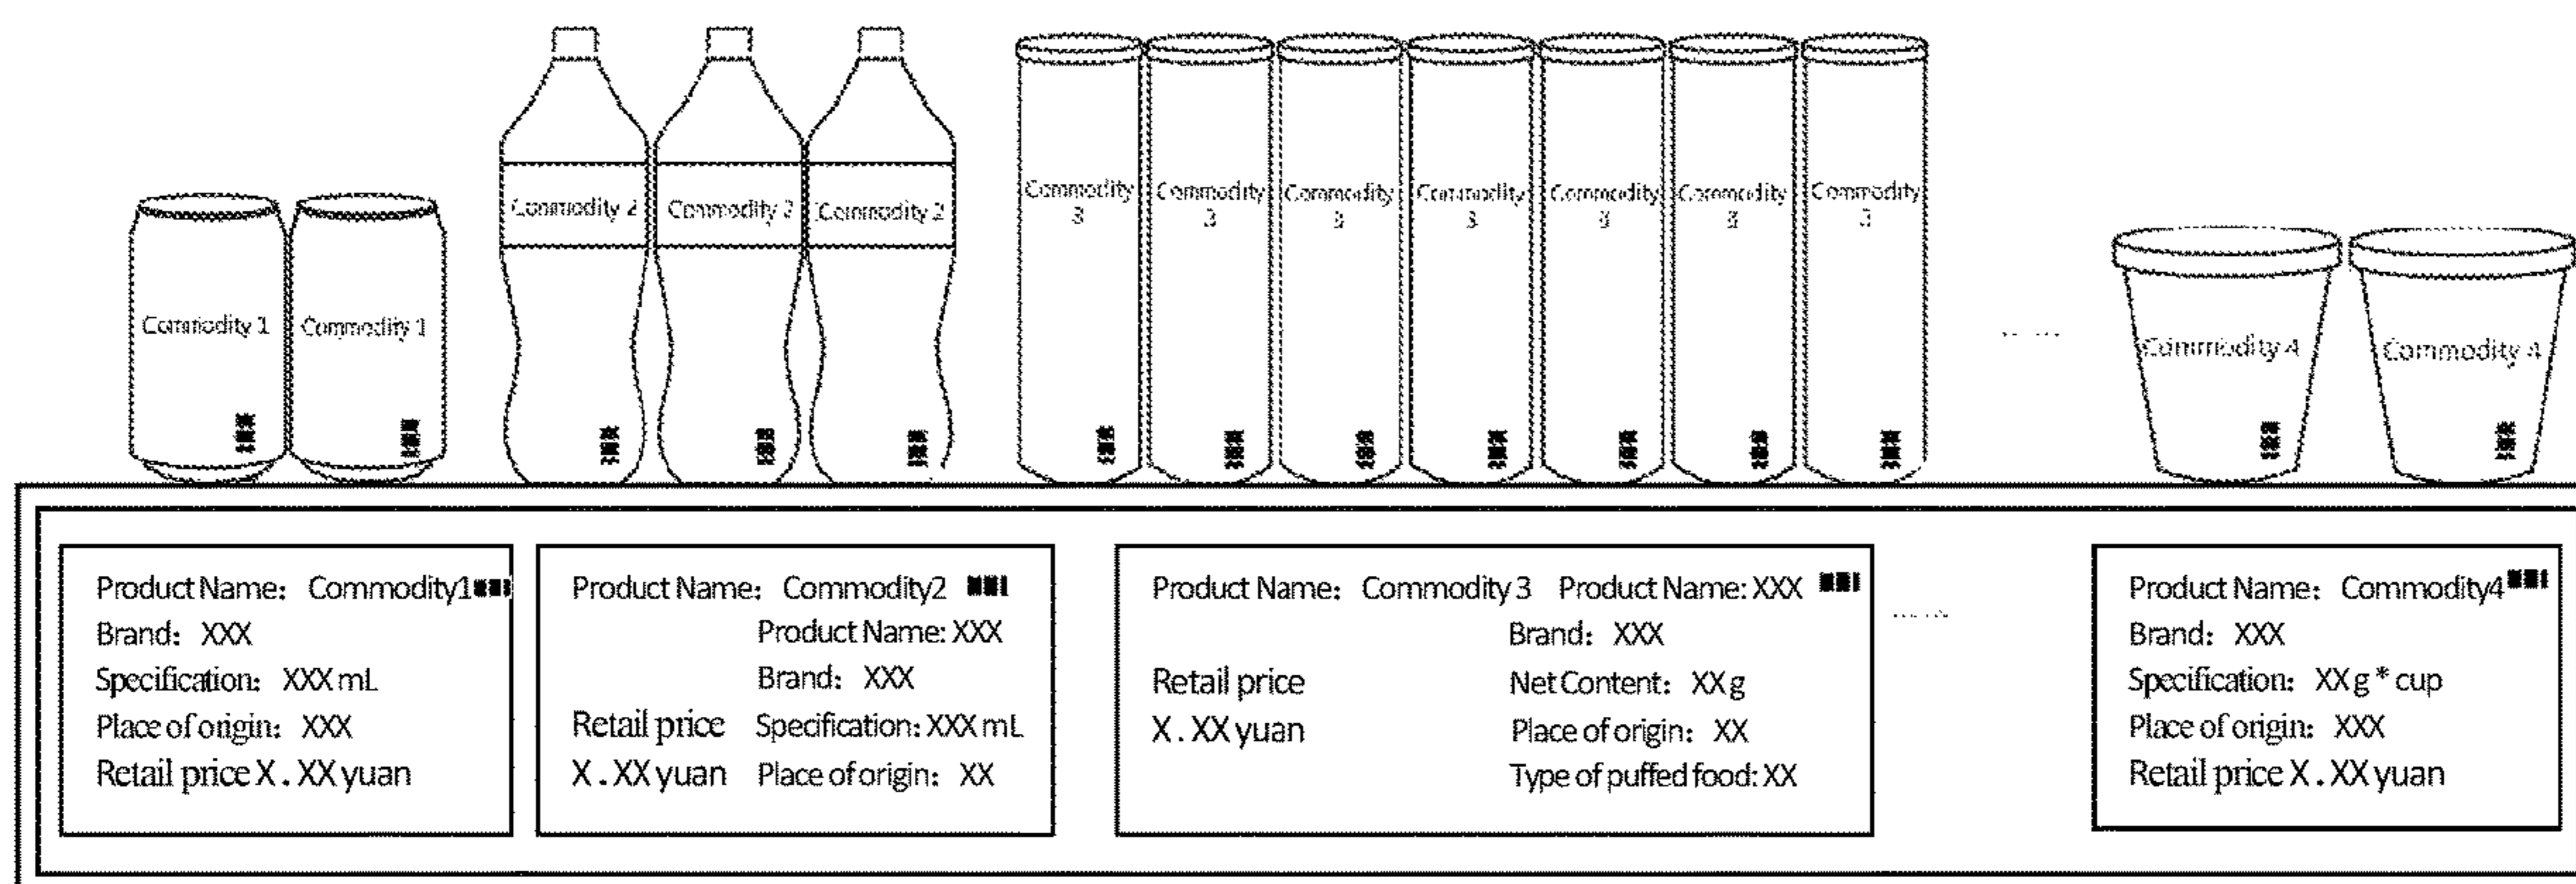 Commodity 1
Commodity 1
Commodity 2
Commodity 2
Commodity 2
Commodity
3
Commodity
3
Commodity
3
Commodity
3
Commodity
3
Commodity
3
Commodity
3
Commodity 4
Commodity 4
Product Name: Commodity1
Brand: XXX
Specification: XXX mL
Place of origin: XXX
Retail price X.XX yuan
Product Name: Commodity2
Product Name: XXX
Brand: XXX
Retail price Specification: XXX mL
X.XX yuan Place of origin: XX
Product Name: Commodity 3 Product Name: XXX
Brand: XXX
Retail price Net Content: XX g
X.XX yuan Place of origin: XX
Type of puffed food: XX
Product Name: Commodity4
Brand: XXX
Specification: XX g * cup
Place of origin: XXX
Retail price X.XX yuan